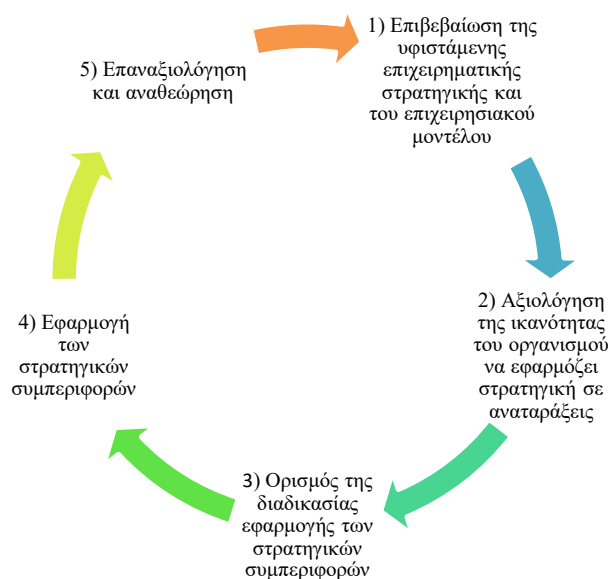 1) Επιβεβαίωση της
υφιστάμενης
επιχειρηματικής
στρατηγικής και
του επιχειρησιακού
μοντέλου
2) Αξιολόγηση
της ικανότητας
του οργανισμού
να εφαρμόζει
στρατηγική σε
αναταράξεις
3) Ορισμός της
διαδικασίας
εφαρμογής των
στρατηγικών
συμπεριφορών
4) Εφαρμογή
των
στρατηγικών
συμπεριφορών
5) Επαναξιολόγηση
και αναθεώρηση